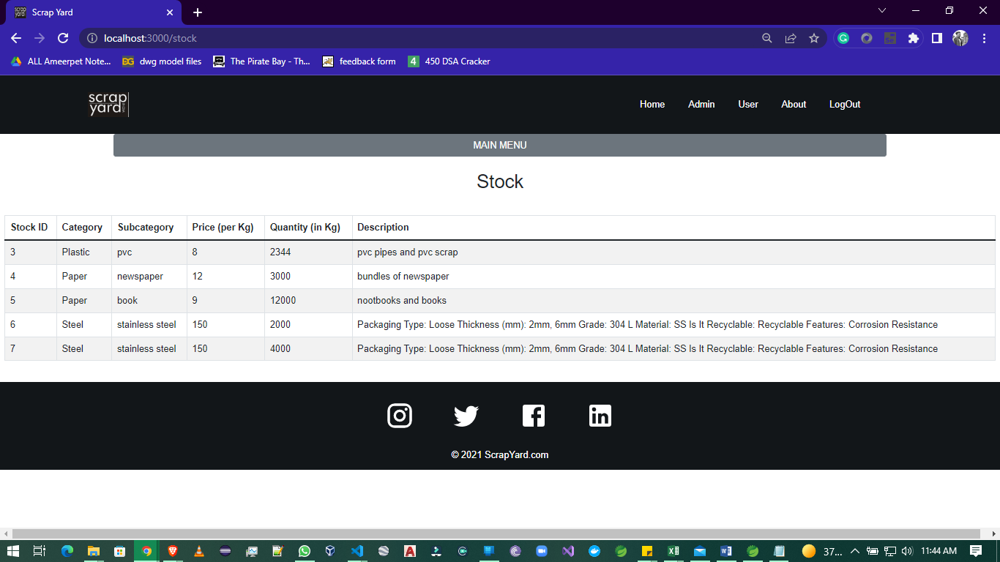 Scrap Yard
localhost:3000/stock
ALL Ameerpet Note... dwg model files The Pirate Bay - Th... feedback form 4 450 DSA Cracker
scrap
yard
Home Admin User About LogOut
MAIN MENU
Stock
Stock ID Category Subcategory Price (per Kg) Quantity (in Kg) Description
3 Plastic pvc 8 2344 pvc pipes and pvc scrap
4 Paper newspaper 12 3000 bundles of newspaper
5 Paper book 9 12000 nootbooks and books
6 Steel stainless steel 150 2000 Packaging Type: Loose Thickness (mm): 2mm, 6mm Grade: 304 L Material: SS Is It Recyclable: Recyclable Features: Corrosion Resistance
7 Steel stainless steel 150 4000 Packaging Type: Loose Thickness (mm): 2mm, 6mm Grade: 304 L Material: SS Is It Recyclable: Recyclable Features: Corrosion Resistance
© 2021 ScrapYard.com
37... 11:44 AM